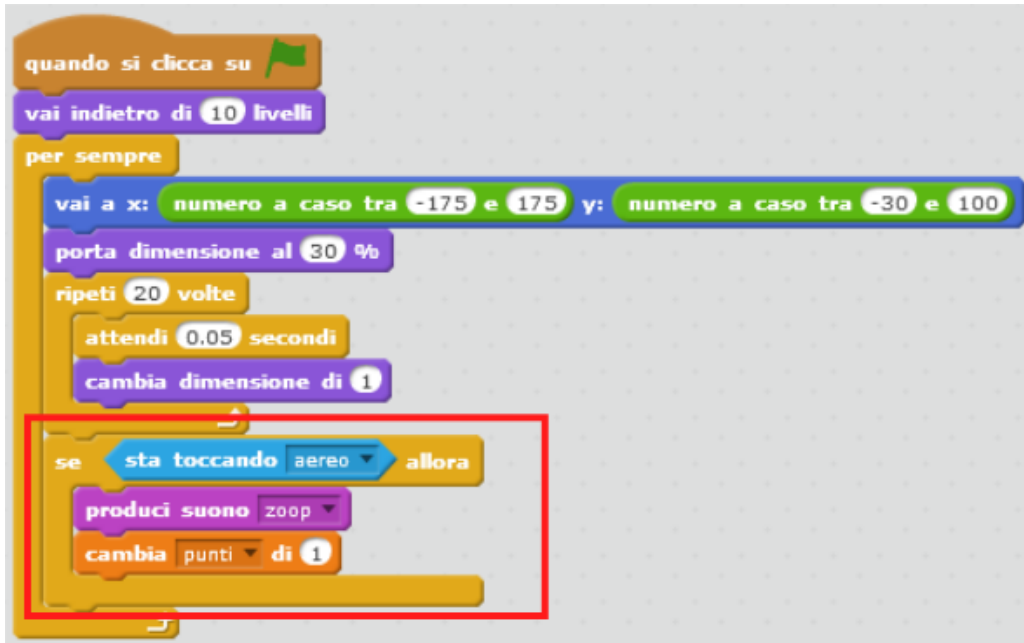 quando si clicca su
vai indietro di 10 livelli
per sempre
vai a x: numero a caso tra -175 e 175 y: numero a caso tra -30 e 100
porta dimensione al 30 %
ripeti 20 volte
attendi 0.05 secondi
cambia dimensione di 1
se sta toccando aereo allora
produci suono zoop
cambia punti di 1